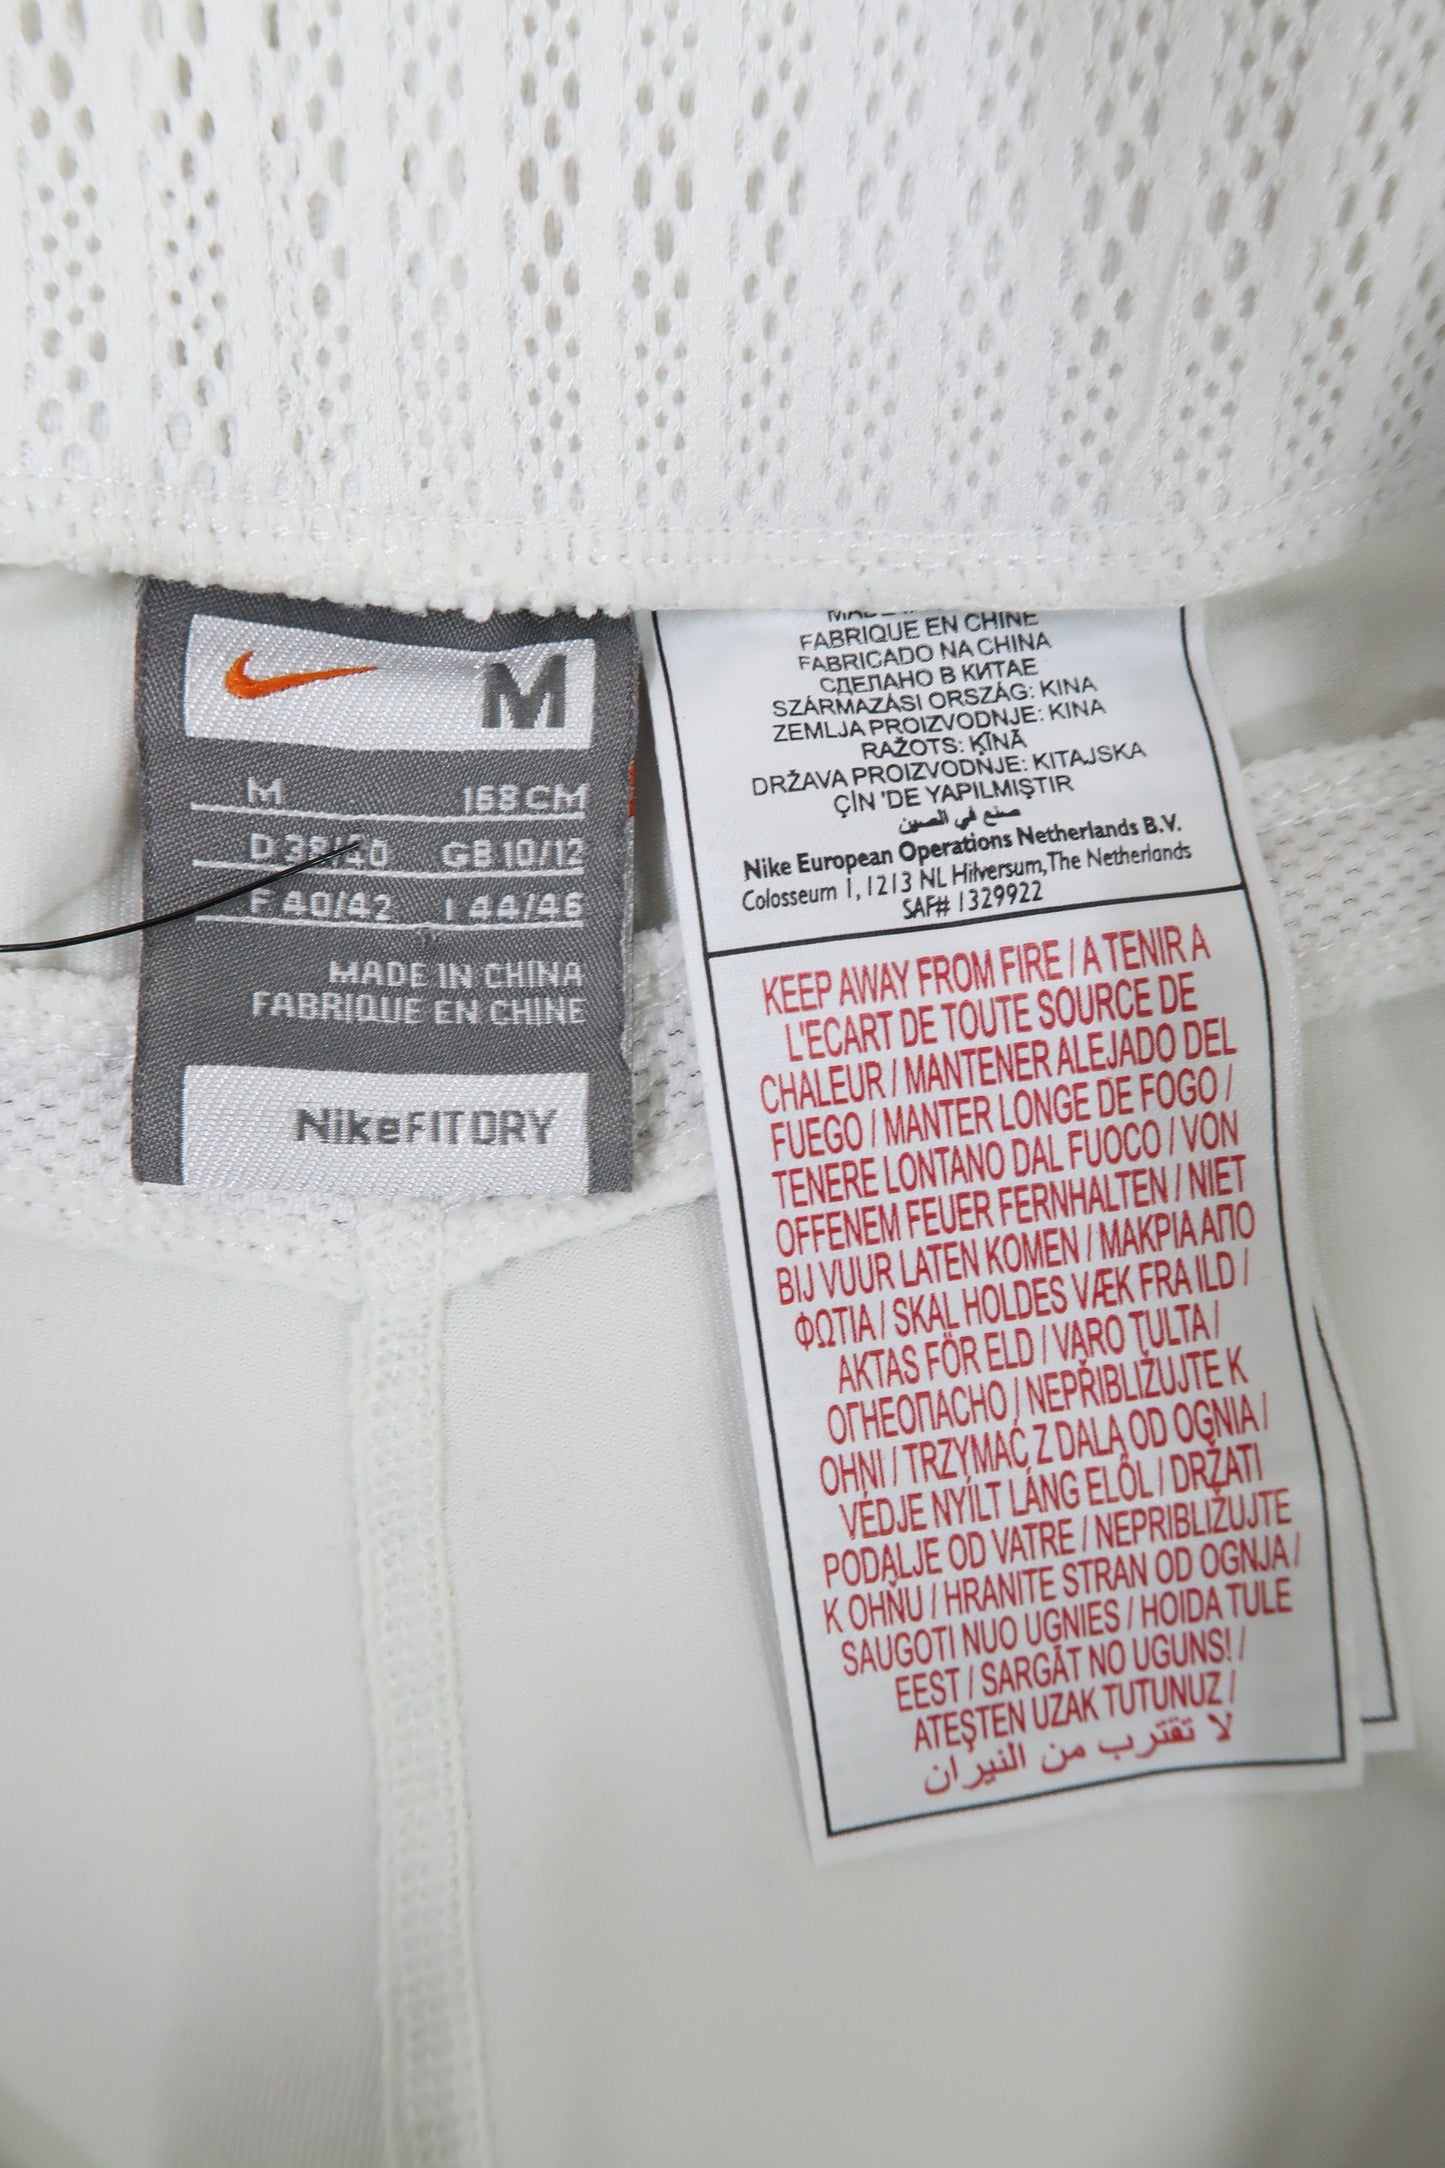 M
M 168CM
D 38/40 GB 10/12
F 40/42 I 44/46
MADE IN CHINA
FABRIQUE EN CHINE
NikeFITDRY
FABRIQUE EN CHINE
FABRICADO NA CHINA
СДЕЛАНО В КИТАЕ
SZÁRMAZÁSI ORSZÁG: KINA
ZEMLJA PROIZVODNJE: KINA
RAŽOTS: ĶĪNĀ
DRŽAVA PROIZVODNJE: KITAJSKA
ÇİN 'DE YAPILMIŞTIR
صنع في الصين
Nike European Operations Netherlands B.V.
Colosseum 1, 1213 NL Hilversum, The Netherlands
SAF# 1329922
KEEP AWAY FROM FIRE / A TENIR A
L'ECART DE TOUTE SOURCE DE
CHALEUR / MANTENER ALEJADO DEL
FUEGO / MANTER LONGE DE FOGO /
TENERE LONTANO DAL FUOCO / VON
OFFENEM FEUER FERNHALTEN / NIET
BIJ VUUR LATEN KOMEN / ΜΑΚΡΙΑ ΑΠΟ
ΦΩΤΙΑ / SKAL HOLDES VÆK FRA ILD /
AKTAS FÖR ELD / VARO TULTA /
ОГНЕОПАСНО / NEPŘIBLIŽUJTE K
OHNI / TRZYMAĆ Z DALA OD OGNIA /
VÉDJE NYÍLT LÁNG ELŐL / DRŽATI
PODALJE OD VATRE / NEPRIBLIŽUJTE
K OHŇU / HRANITE STRAN OD OGNJA /
SAUGOTI NUO UGNIES / HOIDA TULE
EEST / SARGĀT NO UGUNS! /
ATEŞTEN UZAK TUTUNUZ /
لا تقترب من النيران